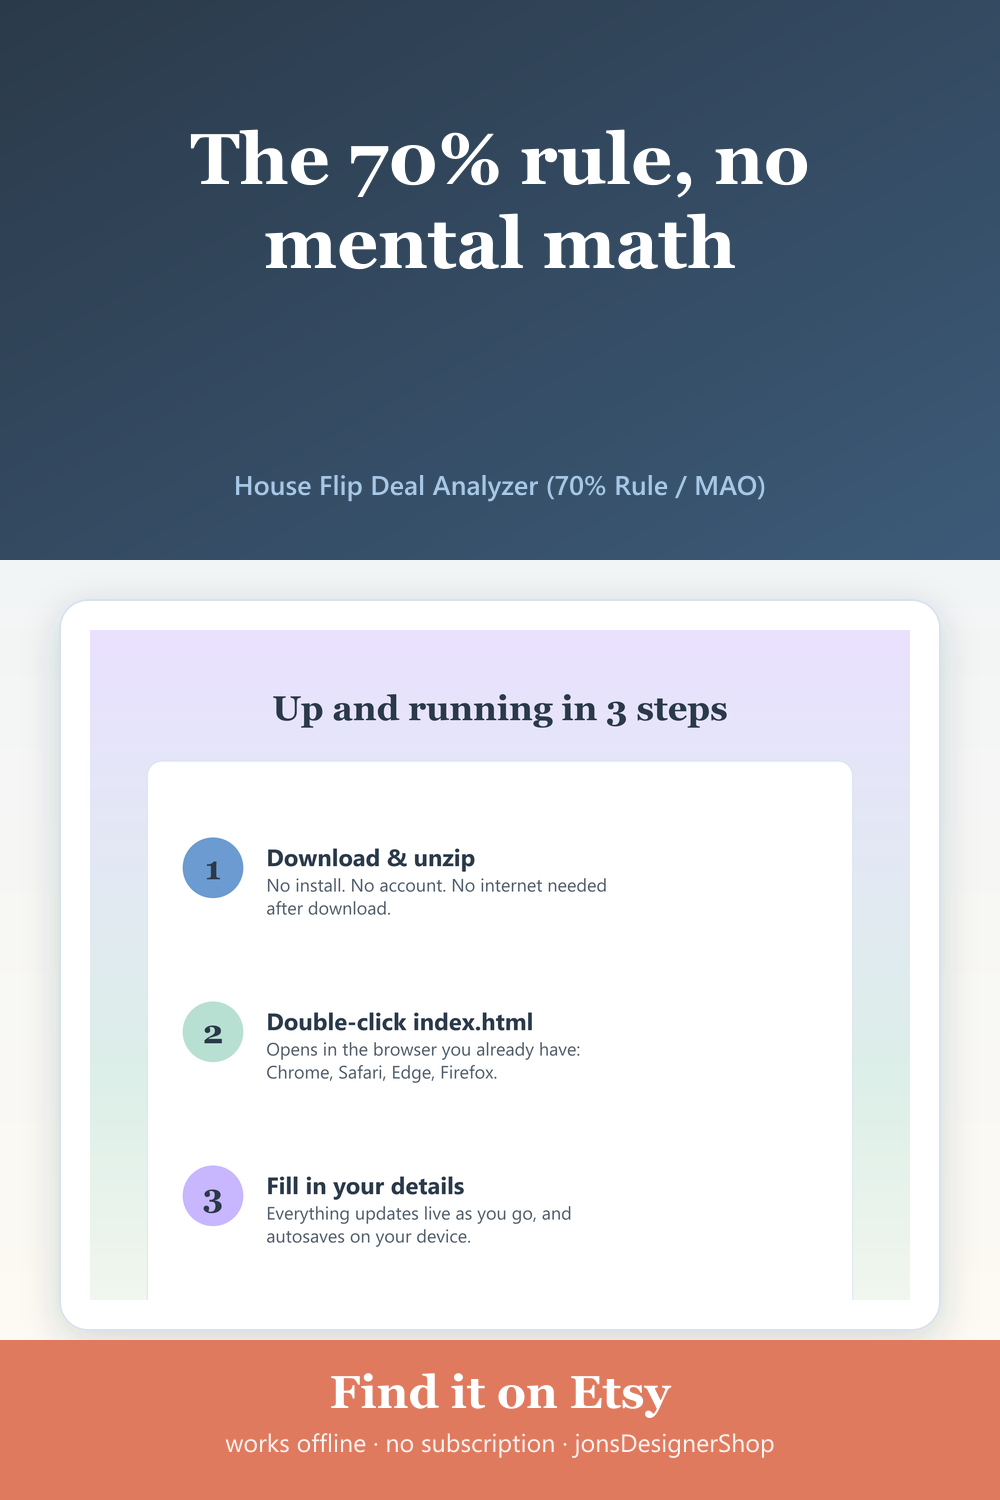 The 70% rule, no
mental math
House Flip Deal Analyzer (70% Rule / MAO)
Up and running in 3 steps
1
Download & unzip
No install. No account. No internet needed
after download.
2
Double-click index.html
Opens in the browser you already have:
Chrome, Safari, Edge, Firefox.
3
Fill in your details
Everything updates live as you go, and
autosaves on your device.
Find it on Etsy
works offline · no subscription · jonsDesignerShop